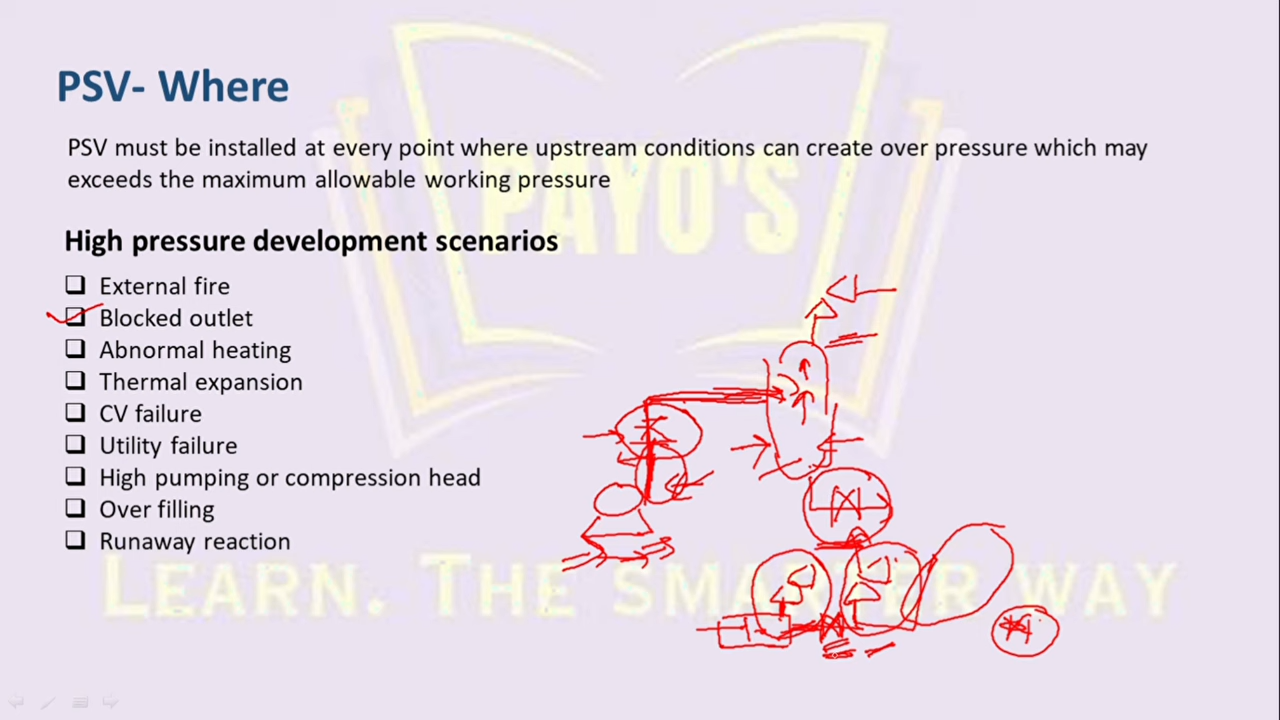 PSV- Where
PSV must be installed at every point where upstream conditions can create over pressure which may
exceeds the maximum allowable working pressure
High pressure development scenarios
External fire
Blocked outlet
Abnormal heating
Thermal expansion
CV failure
Utility failure
High pumping or compression head
Over filling
Runaway reaction
PAYO'S
LEARN. THE SMARTER WAY